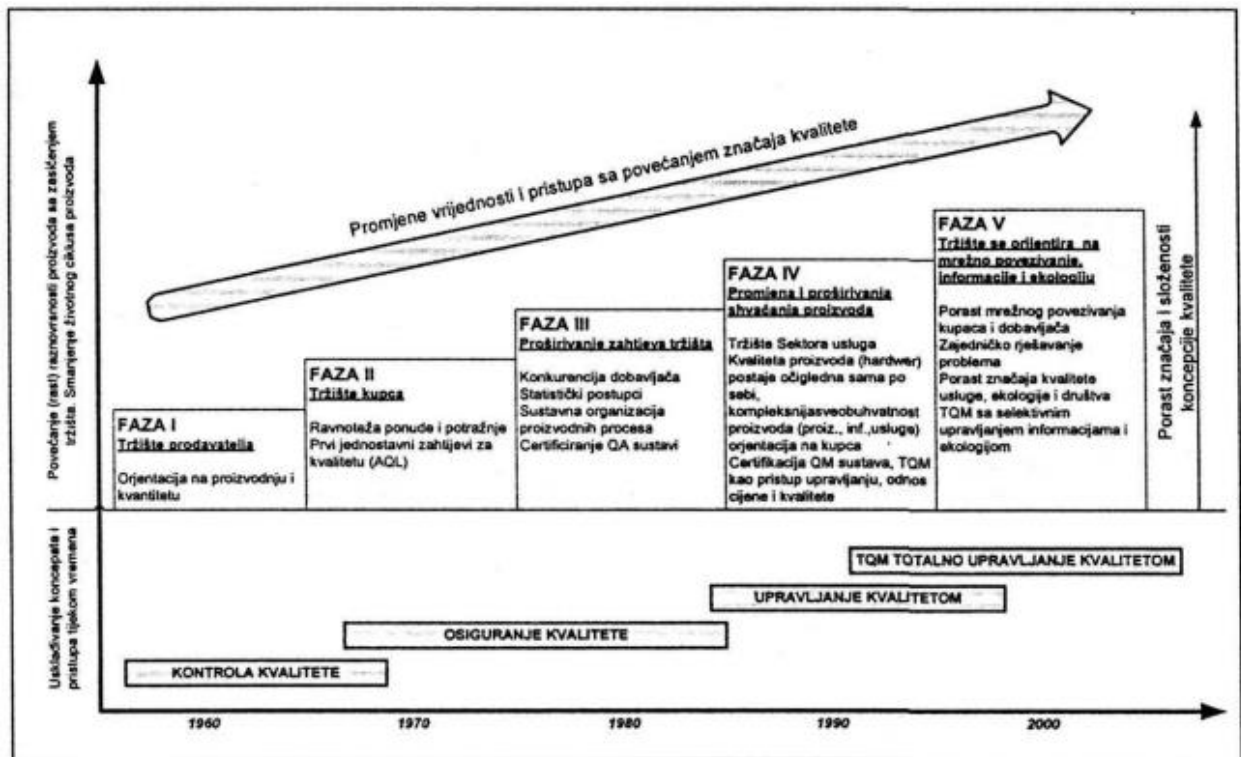 Povećanje (rast) raznovrsnosti proizvoda sa zasićenjem
tržišta. Smanjenje životnog ciklusa proizvoda
Promjene vrijednosti i pristupa sa povećanjem značaja kvalitete
FAZA I
Tržište prodavatelja
Orjentacija na proizvodnju i
kvantitetu
FAZA II
Tržište kupca
Ravnoteža ponude i potražnje
Prvi jednostavni zahtijevi za
kvalitetu (AQL)
FAZA III
Proširivanje zahtjeva tržišta
Konkurencija dobavljača
Statistički postupci
Sustavna organizacija
proizvodnih procesa
Certificiranje QA sustavi
FAZA IV
Promjena i proširivanja
shvaćanja proizvoda
Tržište Sektora usluga
Kvaliteta proizvoda (hardwer)
postaje očigledna sama po
sebi,
kompleksnijasveobuhvatnost
proizvoda (proiz., inf.,usluge)
orjentacija na kupca
Certifikacija QM sustava, TQM
kao pristup upravljanju, odnos
cijene i kvalitete
FAZA V
Tržište se orijentira na
mrežno povezivanje,
informacije i ekologiju
Porast mrežnog povezivanja
kupaca i dobavljača
Zajedničko rješavanje
problema
Porast značaja kvalitete
usluge, ekologije i društva
TQM sa selektivnim
upravljanjem informacijama i
ekologijom
Porast značaja i složenosti
koncepcije kvalitete
Usklađivanje koncepata i
pristupa tijekom vremena
TQM TOTALNO UPRAVLJANJE KVALITETOM
UPRAVLJANJE KVALITETOM
OSIGURANJE KVALITETE
KONTROLA KVALITETE
1960 1970 1980 1990 2000